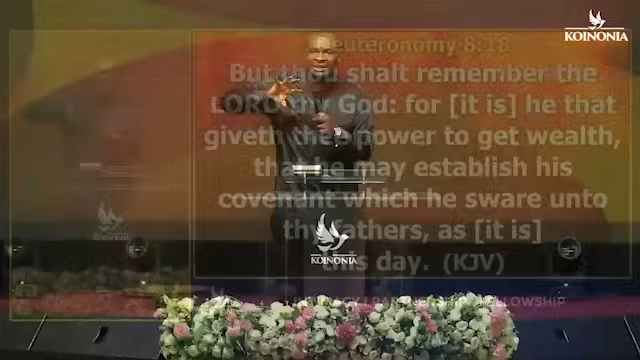 KOINONIA
Deuteronomy 8:18
But thou shalt remember the
LORD thy God: for [it is] he that
giveth thee power to get wealth,
that he may establish his
covenant which he sware unto
thy fathers, as [it is]
this day. (KJV)
KOINONIA
FELLOWSHIP